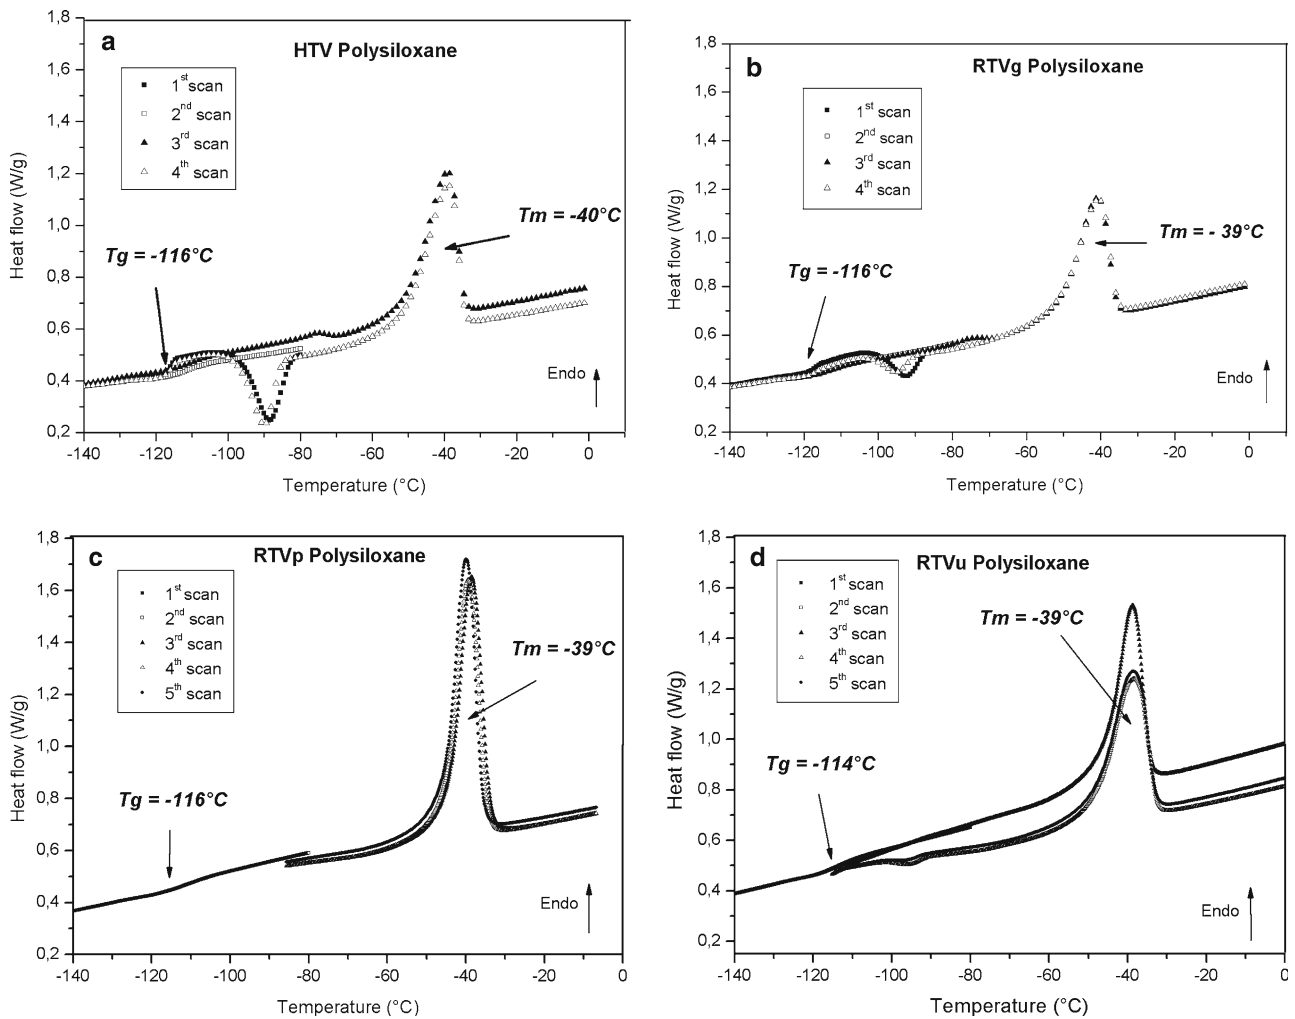 a
HTV Polysiloxane
1st scan
2nd scan
3rd scan
4th scan
Tg = -116°C
Tm = -40°C
Endo
Heat flow (W/g)
1,8
1,6
1,4
1,2
1,0
0,8
0,6
0,4
0,2
-140 -120 -100 -80 -60 -40 -20 0
Temperature (°C)
b
RTVg Polysiloxane
1st scan
2nd scan
3rd scan
4th scan
Tg = -116°C
Tm = - 39°C
Endo
Heat flow (W/g)
1,8
1,6
1,4
1,2
1,0
0,8
0,6
0,4
0,2
-140 -120 -100 -80 -60 -40 -20 0
Temperature (°C)
c
RTVp Polysiloxane
1st scan
2nd scan
3rd scan
4th scan
5th scan
Tm = -39°C
Tg = -116°C
Endo
Heat flow (W/g)
1,8
1,6
1,4
1,2
1,0
0,8
0,6
0,4
0,2
-140 -120 -100 -80 -60 -40 -20 0
Temperature (°C)
d
RTVu Polysiloxane
1st scan
2nd scan
3rd scan
4th scan
5th scan
Tm = -39°C
Tg = -114°C
Endo
Heat flow (W/g)
1,8
1,6
1,4
1,2
1,0
0,8
0,6
0,4
0,2
-140 -120 -100 -80 -60 -40 -20 0
Temperature (°C)